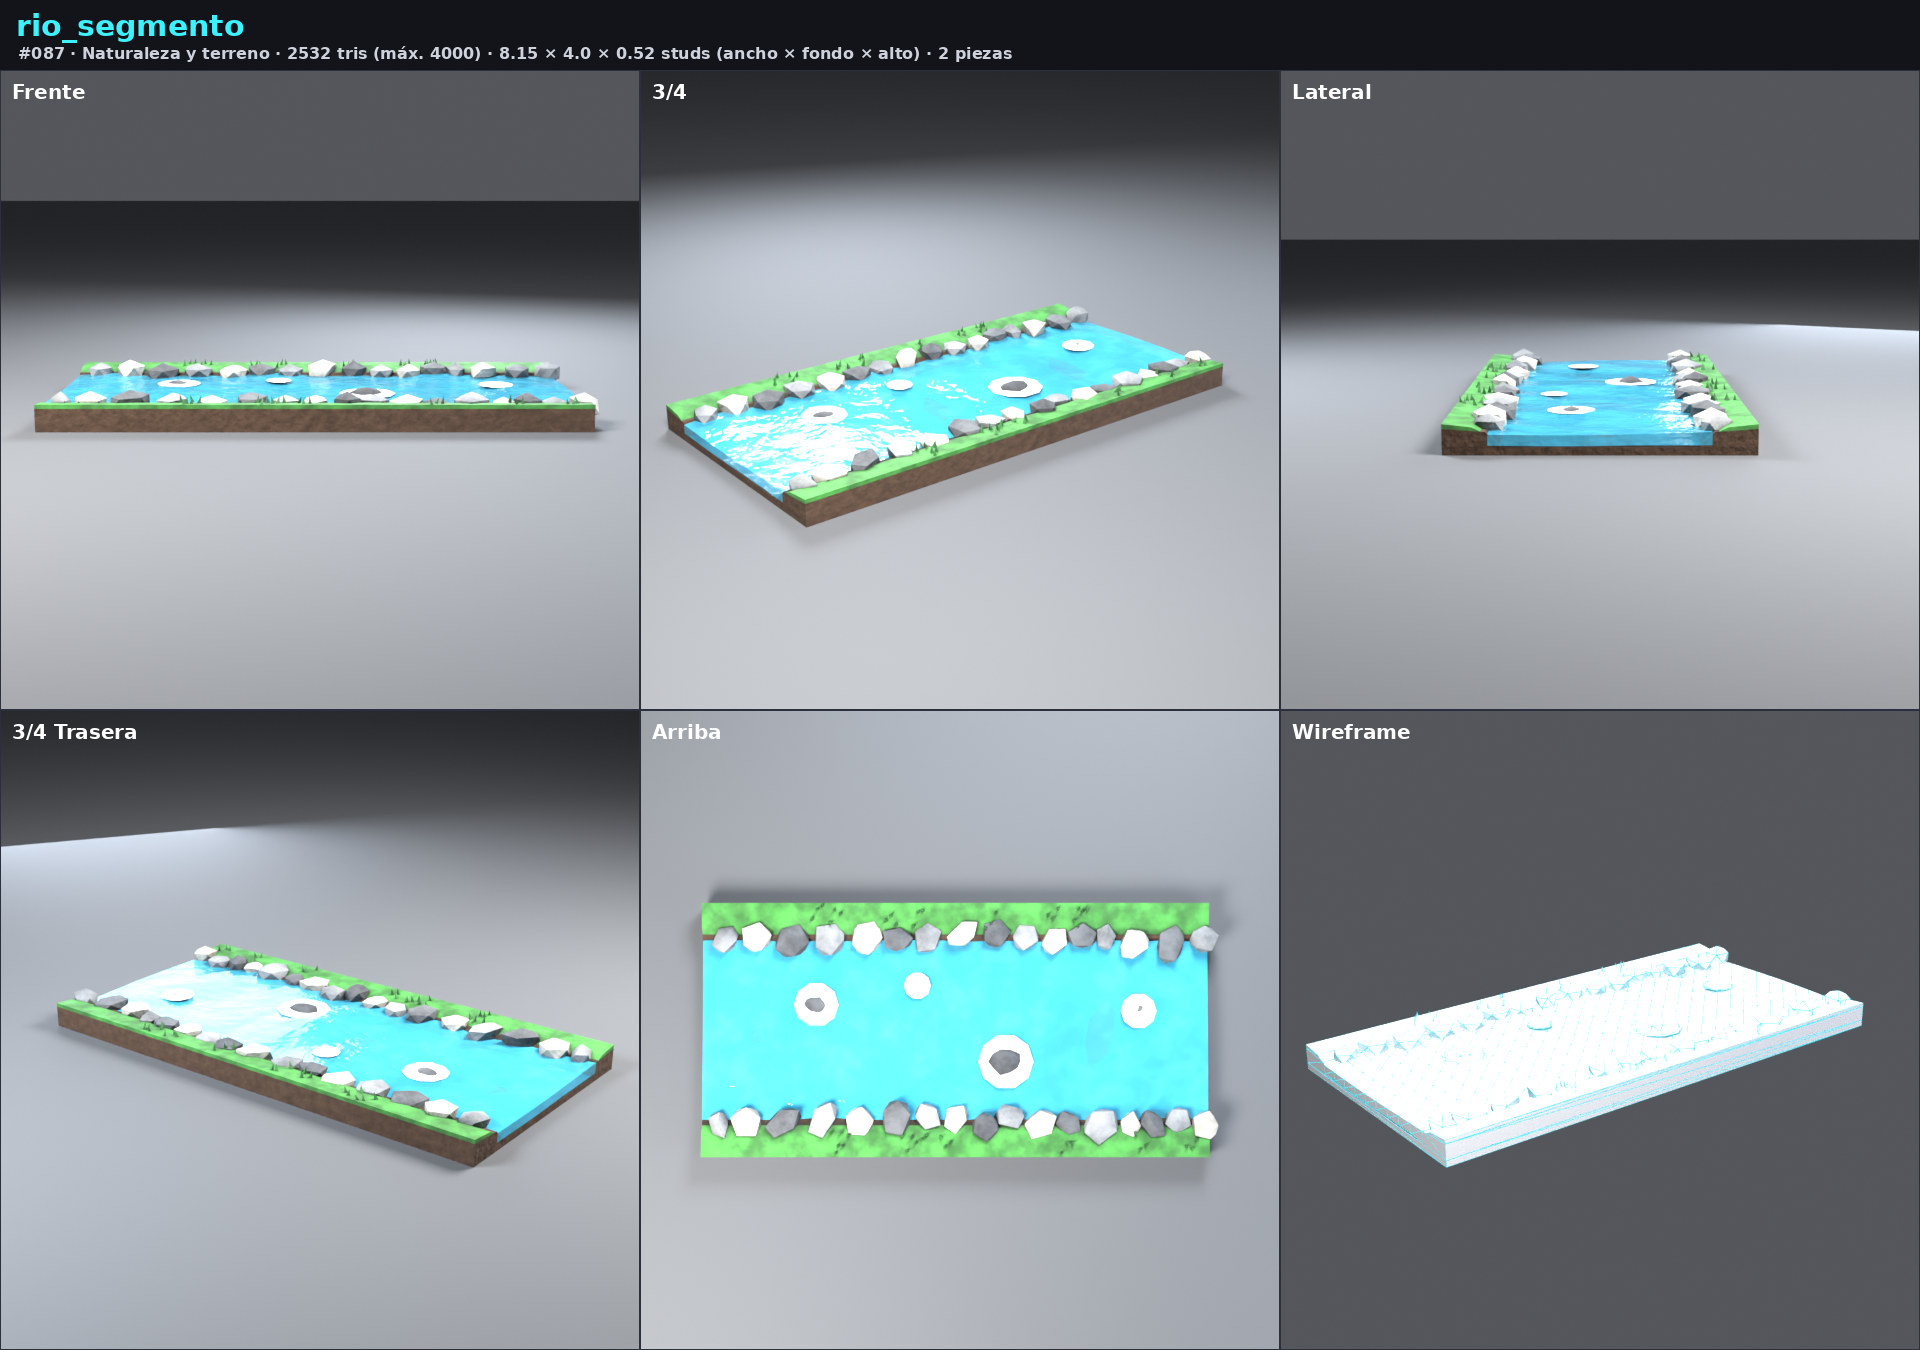 rio_segmento
#087 · Naturaleza y terreno · 2532 tris (máx. 4000) · 8.15 × 4.0 × 0.52 studs (ancho × fondo × alto) · 2 piezas
Frente
3/4
Lateral
3/4 Trasera
Arriba
Wireframe